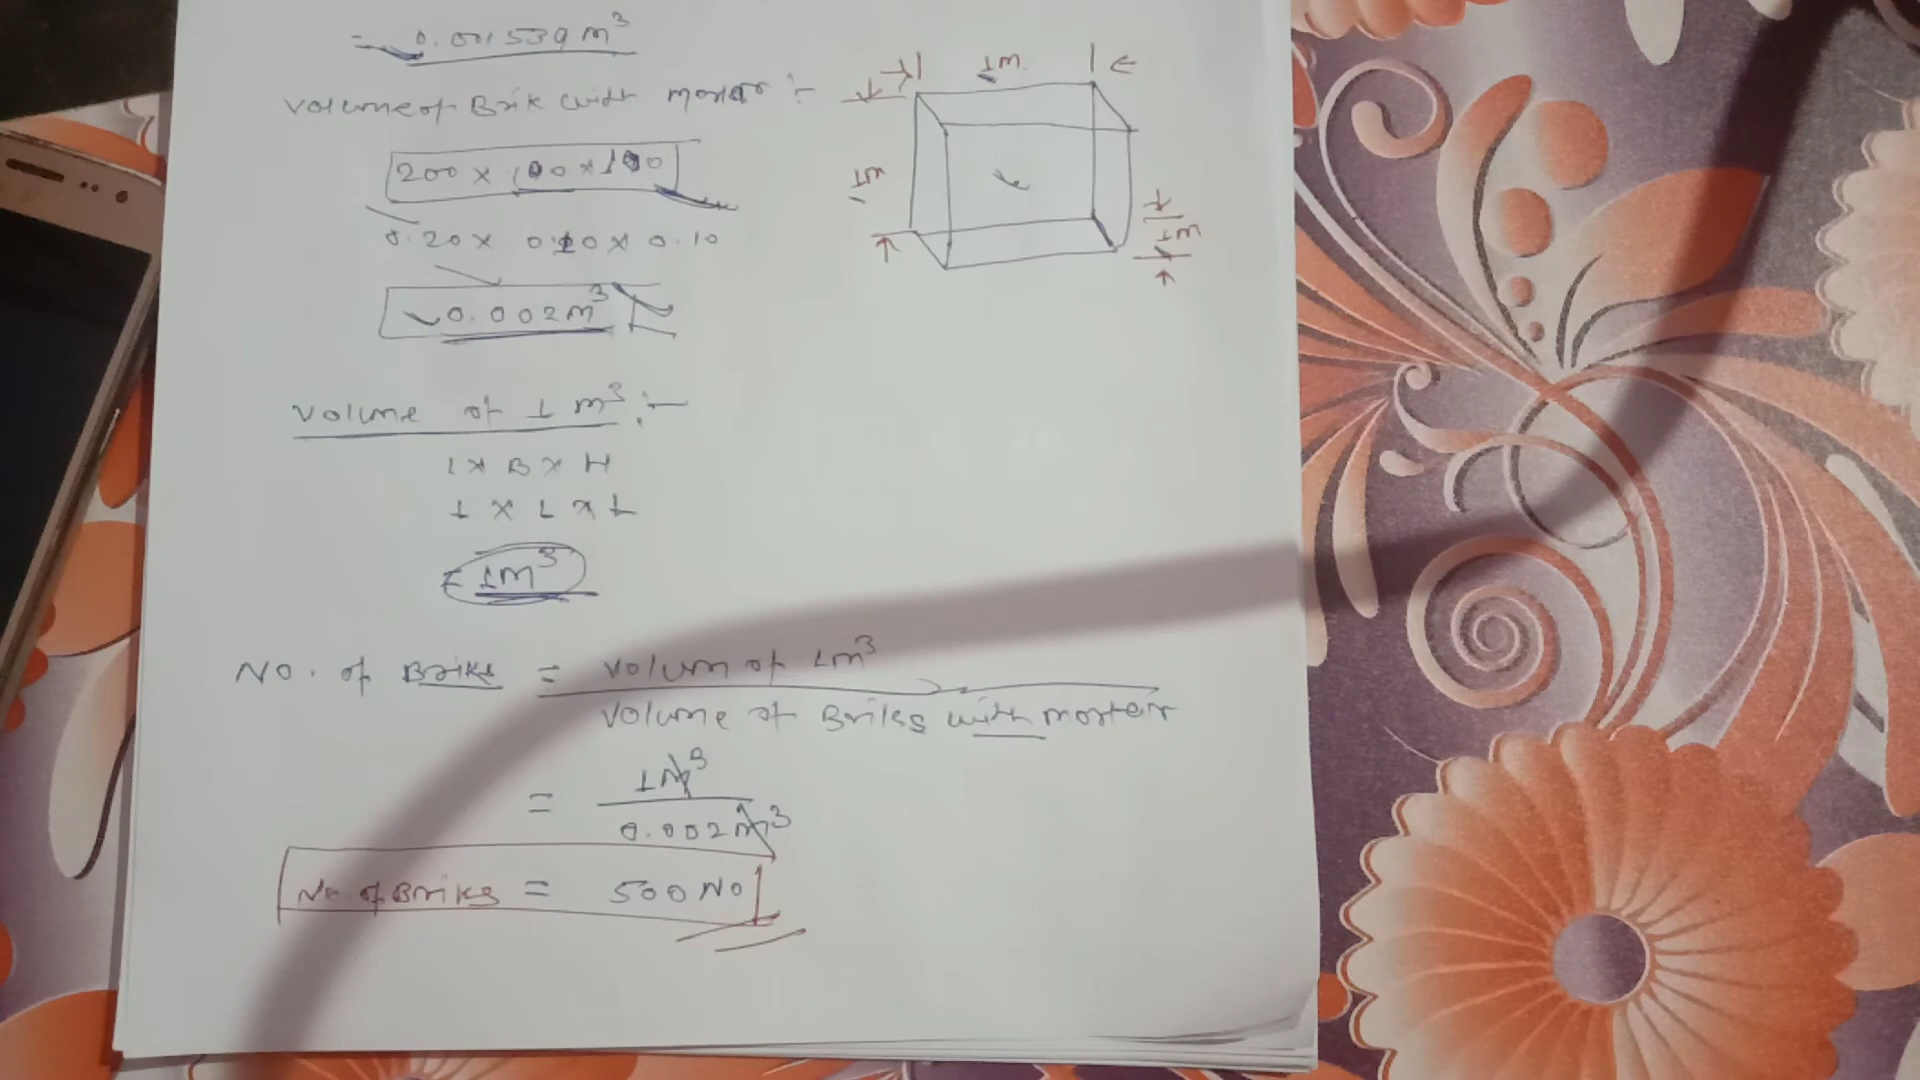 = 0.001539 m³
Volume of Brik with mortar :-
200 x 100 x 100
0.20 x 0.10 x 0.10
0.002 m³
1m
1m
1m
Volume of 1 m³ :-
L x B x H
1 x 1 x 1
= 1m³
No. of Briks = Volum of 1m³
Volume of Briks with mortar
= 1m³
0.002 m³
No. of Briks = 500 No